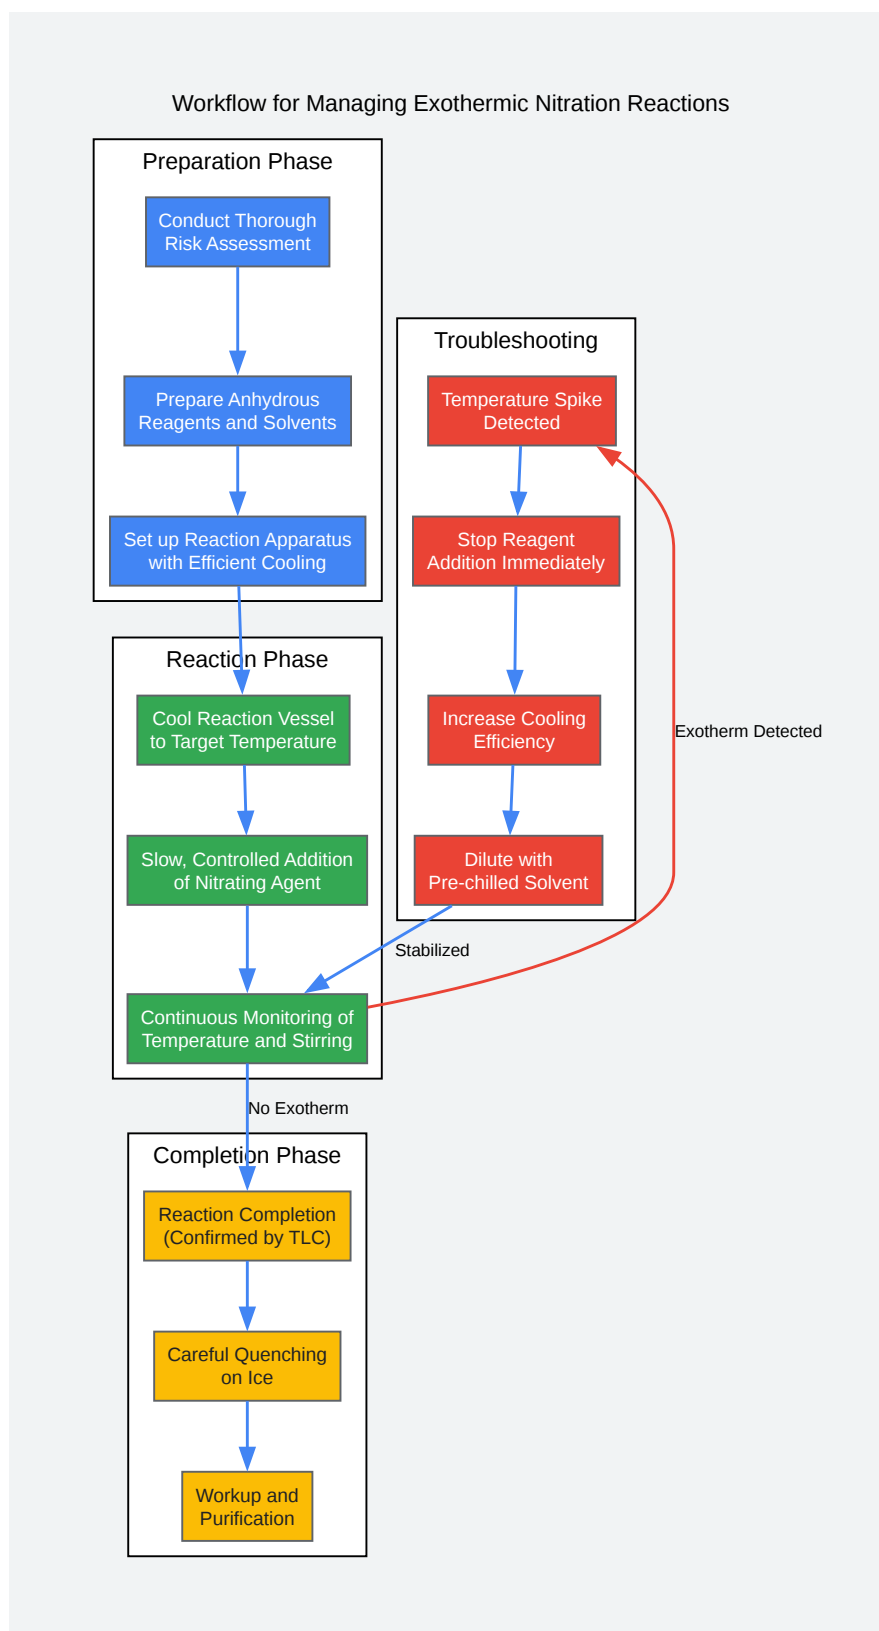 Workflow for Managing Exothermic Nitration Reactions
Preparation Phase
Conduct Thorough
Risk Assessment
Prepare Anhydrous
Reagents and Solvents
Set up Reaction Apparatus
with Efficient Cooling
Troubleshooting
Temperature Spike
Detected
Stop Reagent
Addition Immediately
Increase Cooling
Efficiency
Dilute with
Pre-chilled Solvent
Exotherm Detected
Stabilized
Reaction Phase
Cool Reaction Vessel
to Target Temperature
Slow, Controlled Addition
of Nitrating Agent
Continuous Monitoring of
Temperature and Stirring
No Exotherm
Completion Phase
Reaction Completion
(Confirmed by TLC)
Careful Quenching
on Ice
Workup and
Purification